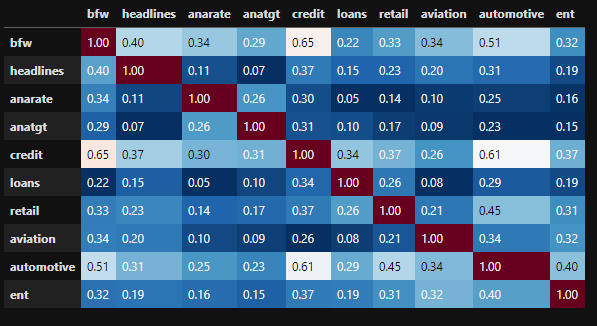 bfw headlines anarate anatgt credit loans retail aviation automotive ent
bfw 1.00 0.40 0.34 0.29 0.65 0.22 0.33 0.34 0.51 0.32
headlines 0.40 1.00 0.11 0.07 0.37 0.15 0.23 0.20 0.31 0.19
anarate 0.34 0.11 1.00 0.26 0.30 0.05 0.14 0.10 0.25 0.16
anatgt 0.29 0.07 0.26 1.00 0.31 0.10 0.17 0.09 0.23 0.15
credit 0.65 0.37 0.30 0.31 1.00 0.34 0.37 0.26 0.61 0.37
loans 0.22 0.15 0.05 0.10 0.34 1.00 0.26 0.08 0.29 0.19
retail 0.33 0.23 0.14 0.17 0.37 0.26 1.00 0.21 0.45 0.31
aviation 0.34 0.20 0.10 0.09 0.26 0.08 0.21 1.00 0.34 0.32
automotive 0.51 0.31 0.25 0.23 0.61 0.29 0.45 0.34 1.00 0.40
ent 0.32 0.19 0.16 0.15 0.37 0.19 0.31 0.32 0.40 1.00